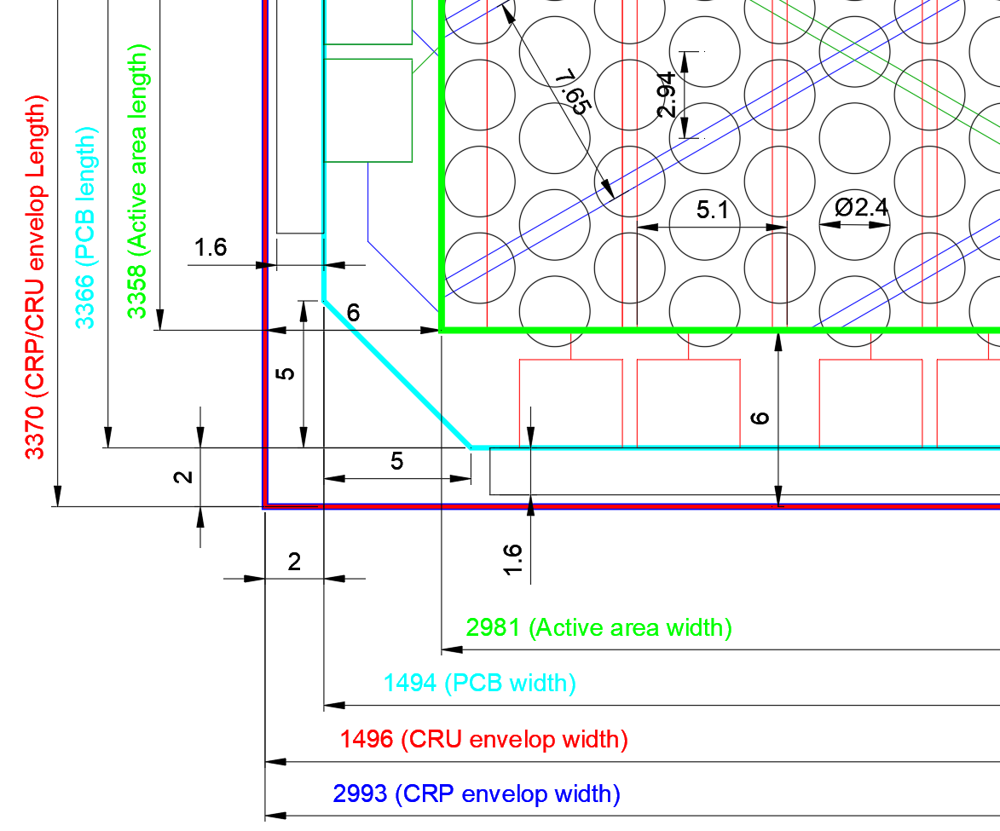 3370 (CRP/CRU envelop Length)
3366 (PCB length)
3358 (Active area length)
7.65
2.94
5.1
Ø2.4
1.6
6
5
6
5
2
1.6
2
2981 (Active area width)
1494 (PCB width)
1496 (CRU envelop width)
2993 (CRP envelop width)